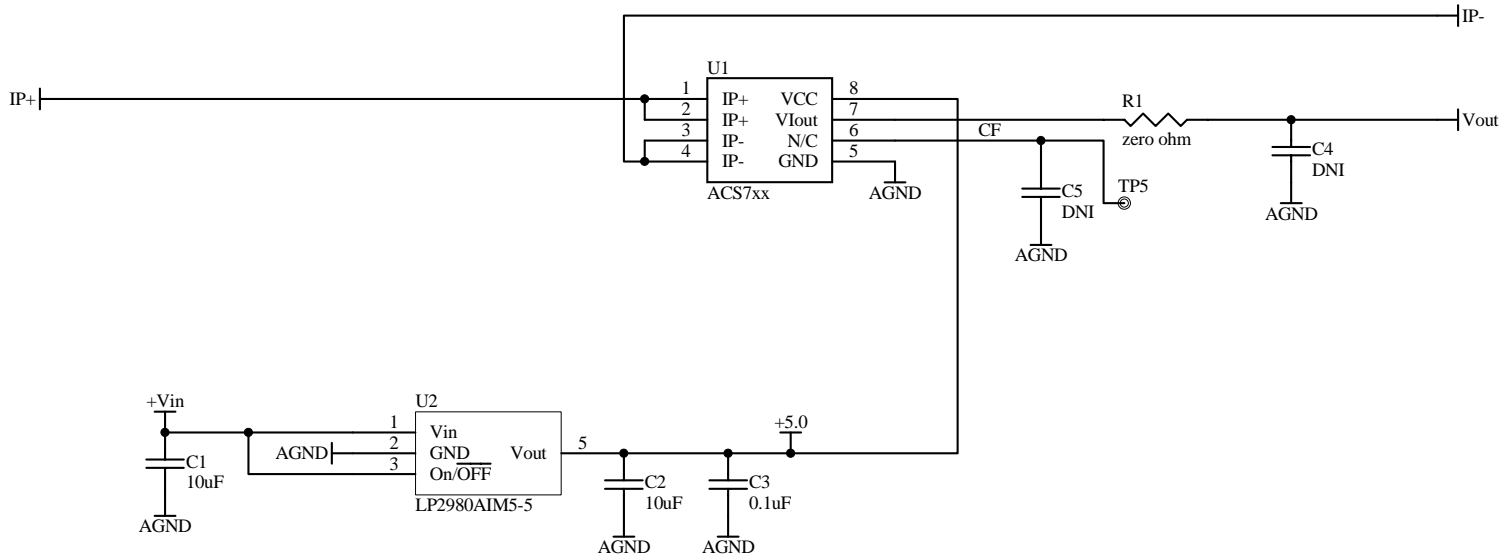 IP-
U1
IP+
1 IP+ VCC 8
2 IP+ VIout 7
3 IP- N/C 6
4 IP- GND 5
ACS7xx
AGND
CF
R1
zero ohm
Vout
C4
DNI
AGND
C5
DNI
AGND
TP5
+Vin
C1
10uF
AGND
U2
AGND
1 Vin
2 GND
3 On/OFF
Vout 5
LP2980AIM5-5
+5.0
C2
10uF
AGND
C3
0.1uF
AGND